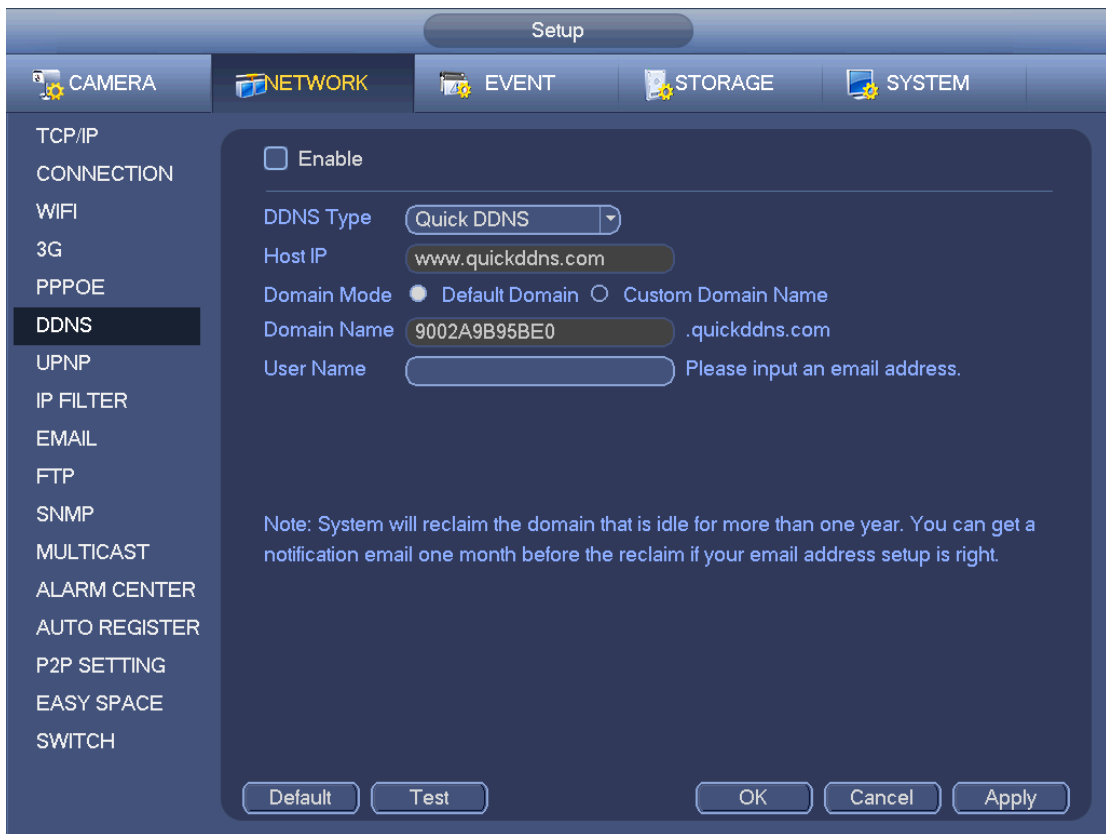 Setup
CAMERA NETWORK EVENT STORAGE SYSTEM
TCP/IP
CONNECTION
WIFI
3G
PPPOE
DDNS
UPNP
IP FILTER
EMAIL
FTP
SNMP
MULTICAST
ALARM CENTER
AUTO REGISTER
P2P SETTING
EASY SPACE
SWITCH
Enable
DDNS Type Quick DDNS
Host IP www.quickddns.com
Domain Mode Default Domain Custom Domain Name
Domain Name 9002A9B95BE0 .quickddns.com
User Name Please input an email address.
Note: System will reclaim the domain that is idle for more than one year. You can get a
notification email one month before the reclaim if your email address setup is right.
Default Test OK Cancel Apply